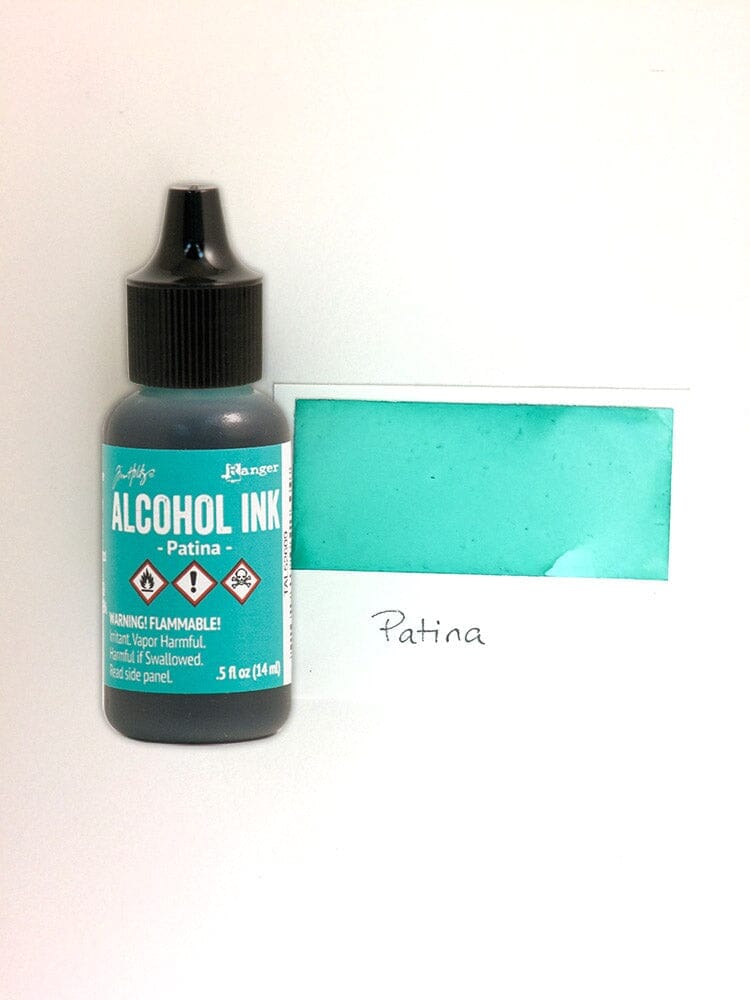 Tim Holtz®
Ranger
ALCOHOL INK
- Patina -
WARNING! FLAMMABLE!
Irritant. Vapor Harmful.
Harmful if Swallowed.
Read side panel.
.5 fl oz (14 ml)
Patina